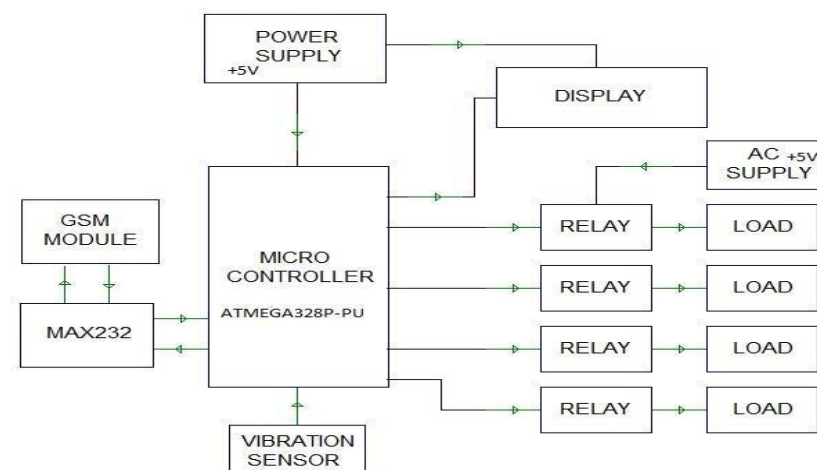 POWER
SUPPLY
+5V
DISPLAY
AC +5V
SUPPLY
GSM
MODULE
MICRO
CONTROLLER
ATMEGA328P-PU
MAX232
RELAY
LOAD
RELAY
LOAD
RELAY
LOAD
RELAY
LOAD
VIBRATION
SENSOR